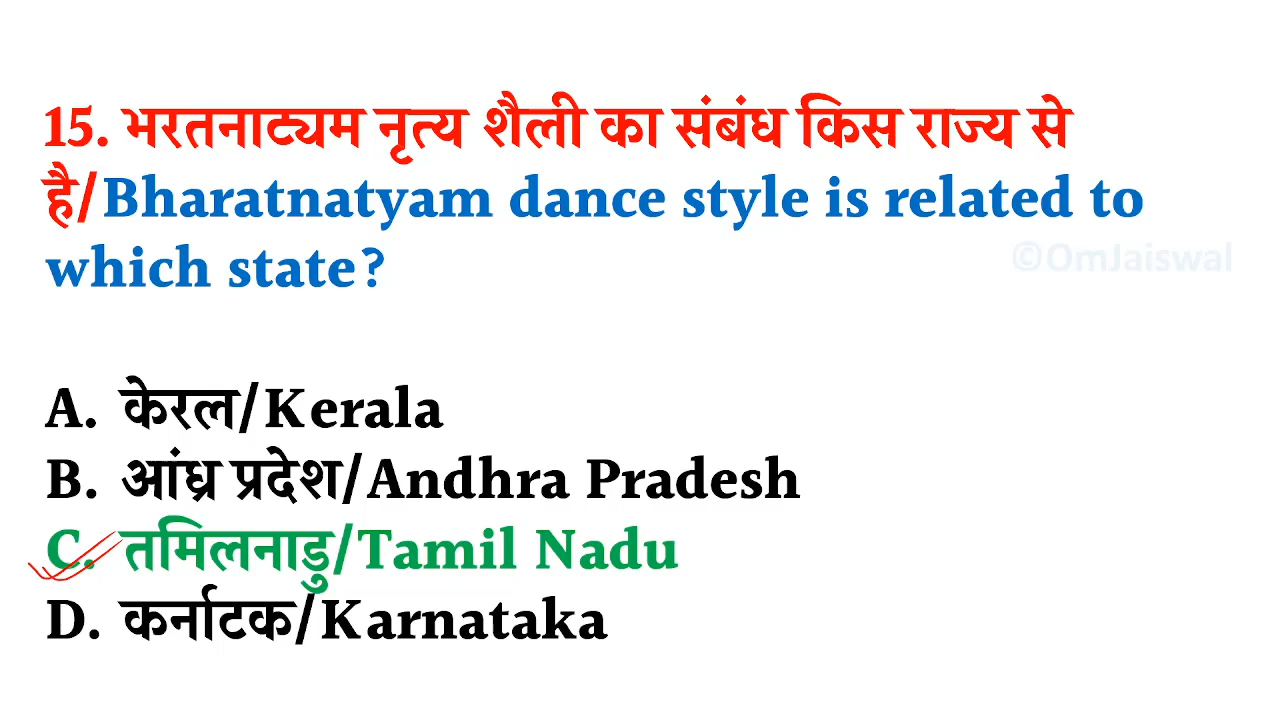 15. भरतनाट्यम नृत्य शैली का संबंध किस राज्य से
है/Bharatnatyam dance style is related to
which state?
©OmJaiswal
A. केरल/Kerala
B. आंध्र प्रदेश/Andhra Pradesh
C. तमिलनाडु/Tamil Nadu
D. कर्नाटक/Karnataka